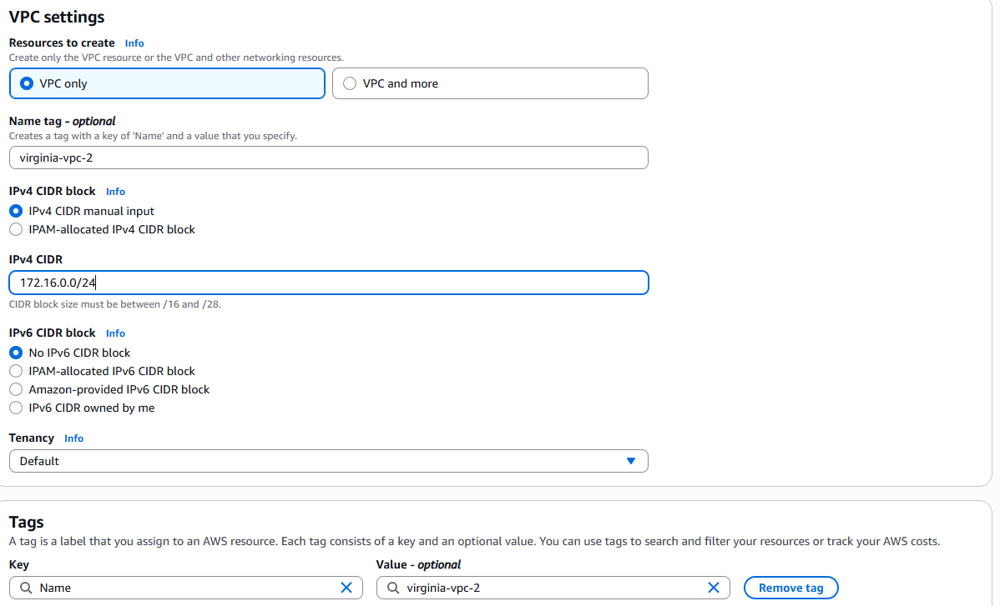 VPC settings
Resources to create Info
Create only the VPC resource or the VPC and other networking resources.
VPC only VPC and more
Name tag - optional
Creates a tag with a key of 'Name' and a value that you specify.
virginia-vpc-2
IPv4 CIDR block Info
IPv4 CIDR manual input
IPAM-allocated IPv4 CIDR block
IPv4 CIDR
172.16.0.0/24
CIDR block size must be between /16 and /28.
IPv6 CIDR block Info
No IPv6 CIDR block
IPAM-allocated IPv6 CIDR block
Amazon-provided IPv6 CIDR block
IPv6 CIDR owned by me
Tenancy Info
Default
Tags
A tag is a label that you assign to an AWS resource. Each tag consists of a key and an optional value. You can use tags to search and filter your resources or track your AWS costs.
Key Value - optional
Name virginia-vpc-2 Remove tag